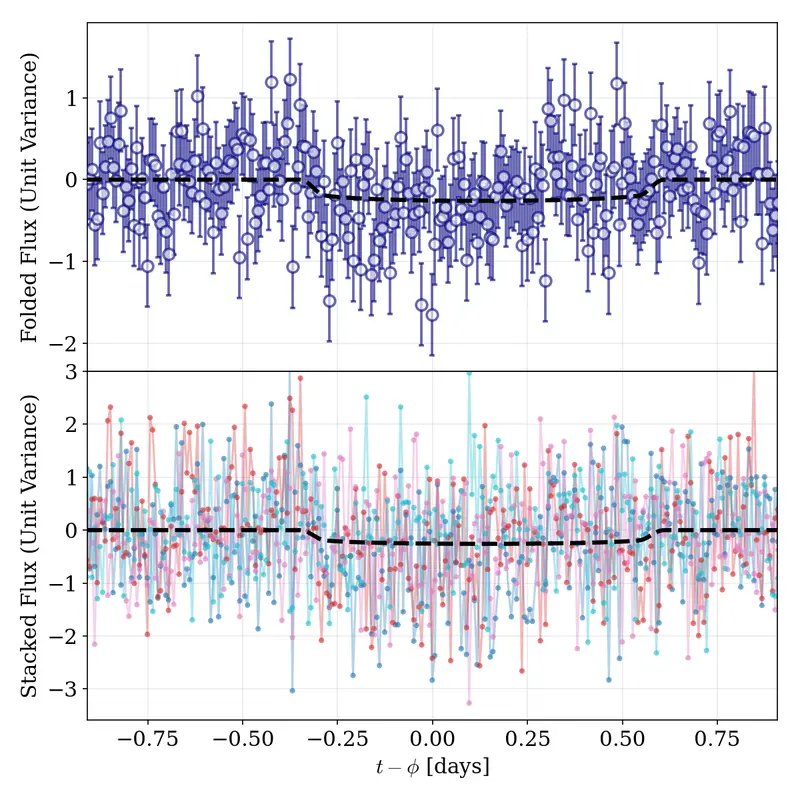 Folded Flux (Unit Variance)
1
0
−1
−2
Stacked Flux (Unit Variance)
3
2
1
0
−1
−2
−3
−0.75 −0.50 −0.25 0.00 0.25 0.50 0.75
t − ϕ [days]